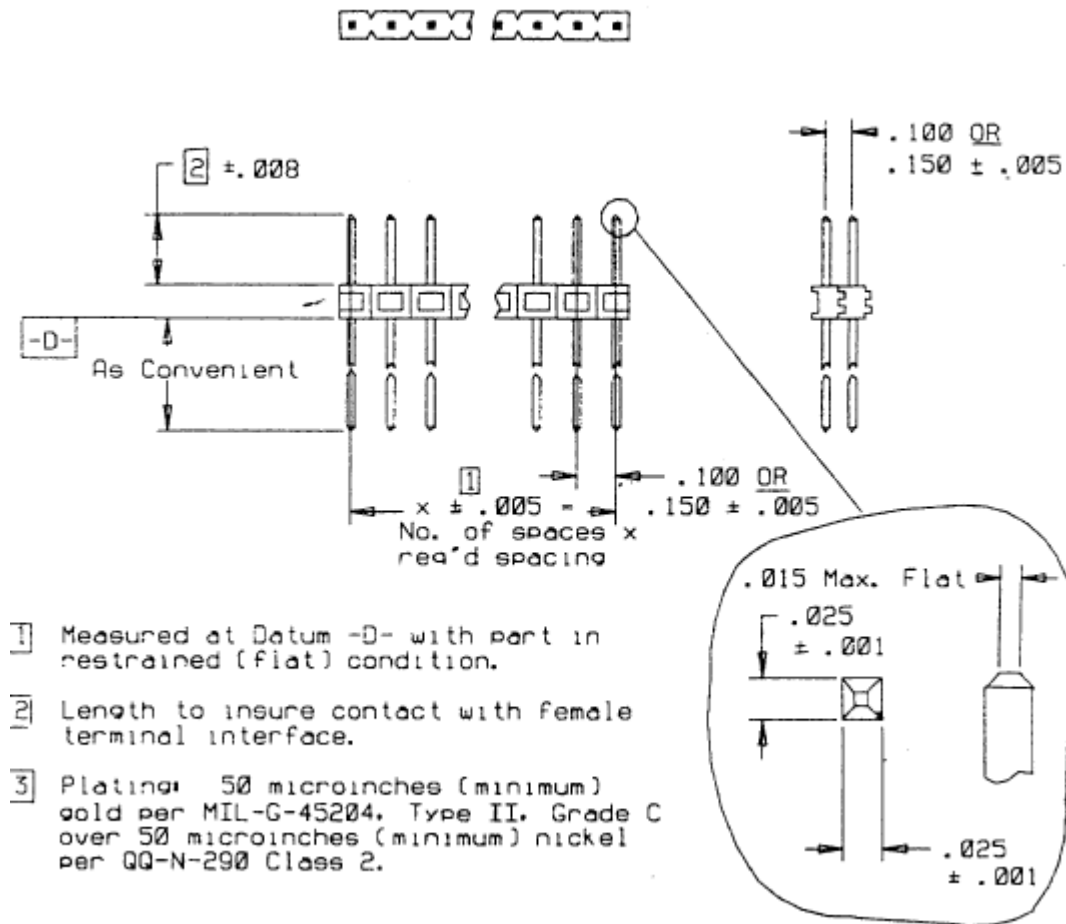 .100 OR
.150 ± .005
2 ±.008
-D-
As Convenient
1
.100 OR
x ± .005 = .150 ± .005
No. of spaces x
req'd spacing
.015 Max. Flat
.025
± .001
.025
± .001
1 Measured at Datum -D- with part in
restrained (flat) condition.
2 Length to insure contact with female
terminal interface.
3 Plating: 50 microinches (minimum)
gold per MIL-G-45204. Type II. Grade C
over 50 microinches (minimum) nickel
per QQ-N-290 Class 2.